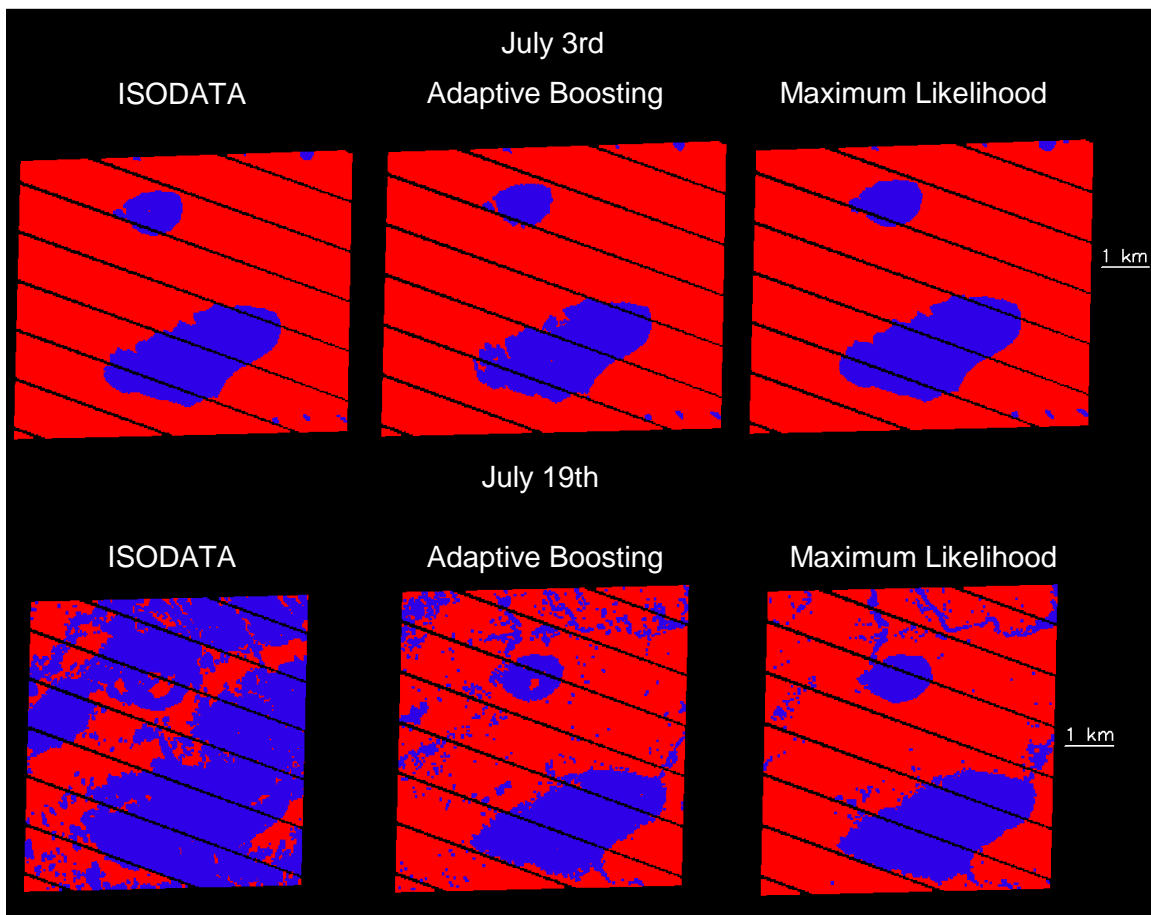 July 3rd
ISODATA Adaptive Boosting Maximum Likelihood
1 km
July 19th
ISODATA Adaptive Boosting Maximum Likelihood
1 km